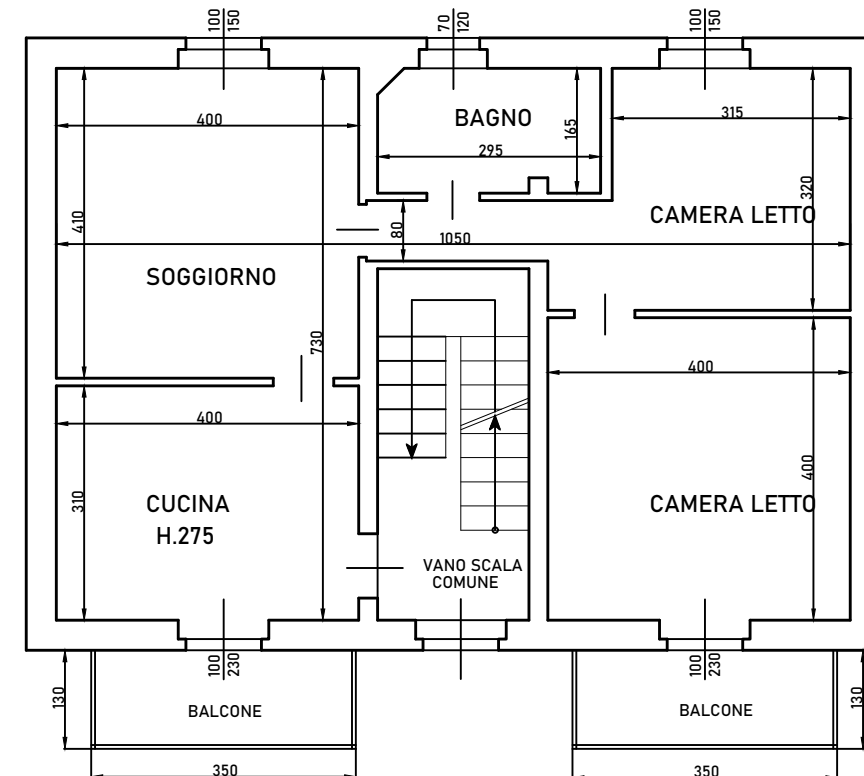 100
150
70
120
100
150
400
BAGNO
165
295
315
320
CAMERA LETTO
410
80
1050
SOGGIORNO
730
400
400
310
CUCINA
H.275
400
CAMERA LETTO
VANO SCALA
COMUNE
100
230
100
230
130
BALCONE
BALCONE
130
350
350